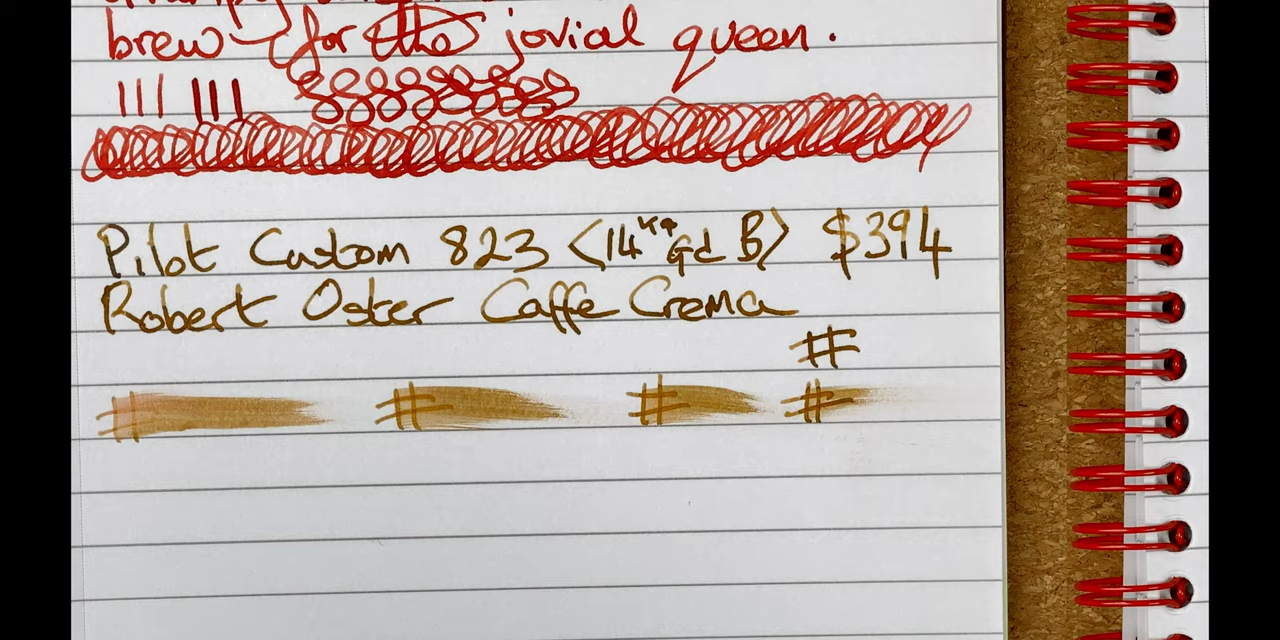 brew for the jovial queen.
Pilot Custom 823 (14kt Gd B) $394
Robert Oster Caffe Crema
#
# # # #